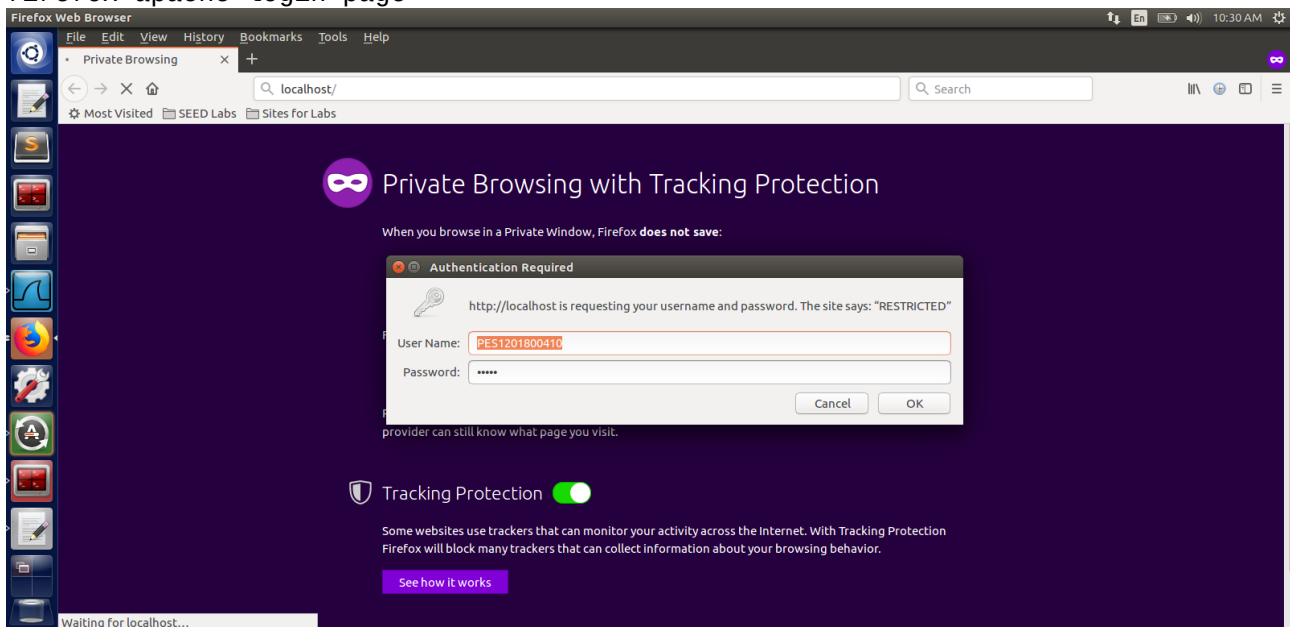 Firefox Web Browser
En
10:30 AM
File Edit View History Bookmarks Tools Help
Private Browsing
localhost/
Search
Most Visited SEED Labs Sites for Labs
Private Browsing with Tracking Protection
When you browse in a Private Window, Firefox does not save:
Authentication Required
http://localhost is requesting your username and password. The site says: “RESTRICTED”
User Name: PES1201800410
Password: •••••
Cancel OK
provider can still know what page you visit.
Tracking Protection
Some websites use trackers that can monitor your activity across the Internet. With Tracking Protection
Firefox will block many trackers that can collect information about your browsing behavior.
See how it works
Waiting for localhost...